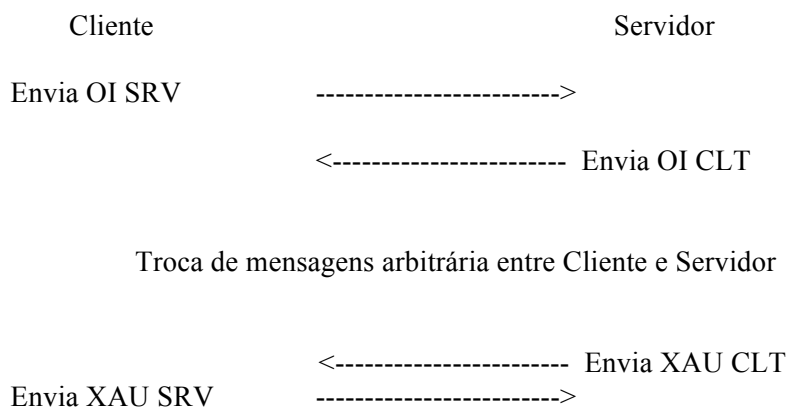 Cliente Servidor
Envia OI SRV ------------------------->
<------------------------ Envia OI CLT
Troca de mensagens arbitrária entre Cliente e Servidor
<------------------------ Envia XAU CLT
Envia XAU SRV ------------------------->